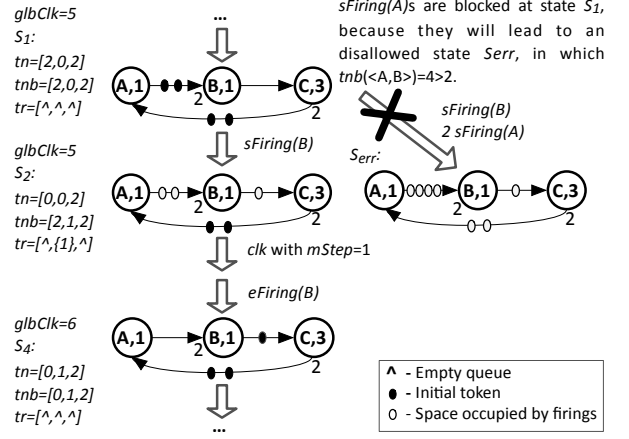 glbClk=5
S1:
tn=[2,0,2]
tnb=[2,0,2]
tr=[^,^,^]
...
A,1
B,1
C,3
2
2
sFiring(A)s are blocked at state S1,
because they will lead to an
disallowed state Serr, in which
tnb(<A,B>)=4>2.
sFiring(B)
glbClk=5
S2:
tn=[0,0,2]
tnb=[2,1,2]
tr=[^,{1},^]
A,1
B,1
C,3
2
2
sFiring(B)
2 sFiring(A)
Serr:
A,1
B,1
C,3
2
2
clk with mStep=1
eFiring(B)
glbClk=6
S4:
tn=[0,1,2]
tnb=[0,1,2]
tr=[^,^,^]
A,1
B,1
C,3
2
2
...
^ - Empty queue
- Initial token
- Space occupied by firings